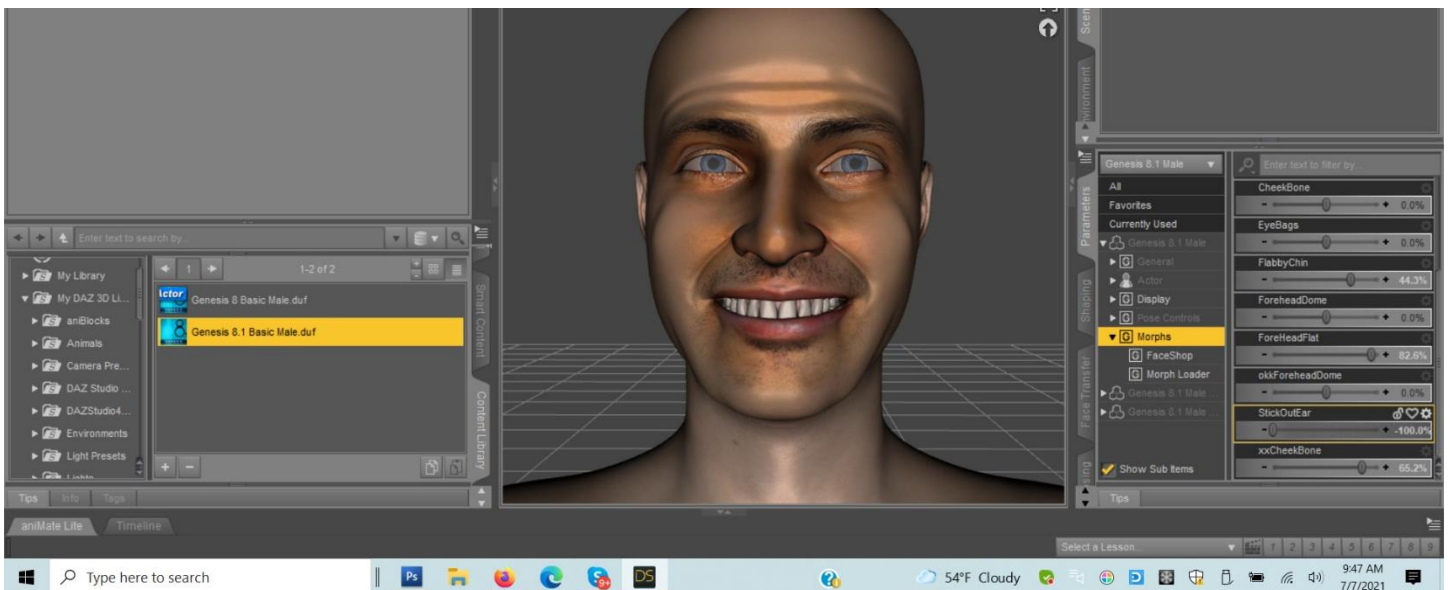 Enter text to search by...
My Library
My DAZ 3D Li...
aniBlocks
Animals
Camera Pre...
DAZ Studio ...
DAZStudio4...
Environments
Light Presets
1
1-2 of 2
Genesis 8 Basic Male.duf
Genesis 8.1 Basic Male.duf
Smart Content
Content Library
Tips
Info
Tags
aniMate Lite
Timeline
Parameters
Shaping
Face Transfer
Genesis 8.1 Male
All
Favorites
Currently Used
Genesis 8.1 Male
General
Actor
Display
Pose Controls
Morphs
FaceShop
Morph Loader
Genesis 8.1 Male ...
Genesis 8.1 Male ...
Show Sub Items
Enter text to filter by...
CheekBone
- + 0.0%
EyeBags
- + 0.0%
FlabbyChin
- + 44.3%
ForeheadDome
- + 0.0%
ForeHeadFlat
- + 82.6%
okkForeheadDome
- + 0.0%
StickOutEar
- + -100.0%
xxCheekBone
- + 65.2%
Tips
Select a Lesson...
1 2 3 4 5 6 7 8 9
Type here to search
Ps
DS
54°F Cloudy
9:47 AM
7/7/2021